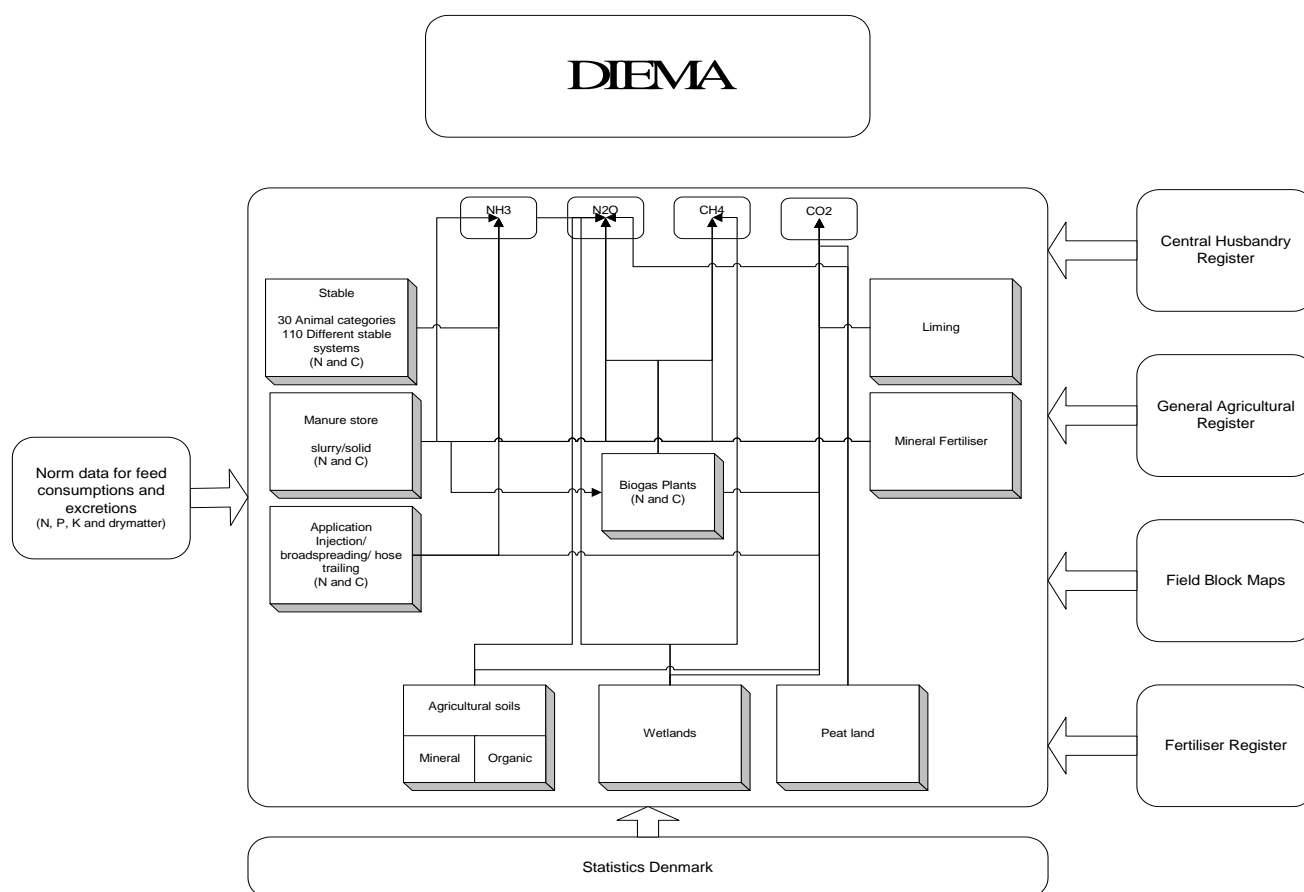 DIEMA
NH3
N2O
CH4
CO2
Stable
30 Animal categories
110 Different stable
systems
(N and C)
Liming
Central Husbandry
Register
Manure store
slurry/solid
(N and C)
Mineral Fertiliser
General Agricultural
Register
Norm data for feed
consumptions and
excretions
(N, P, K and drymatter)
Biogas Plants
(N and C)
Application
Injection/
broadspreading/ hose
trailing
(N and C)
Field Block Maps
Agricultural soils
Mineral
Organic
Wetlands
Peat land
Fertiliser Register
Statistics Denmark